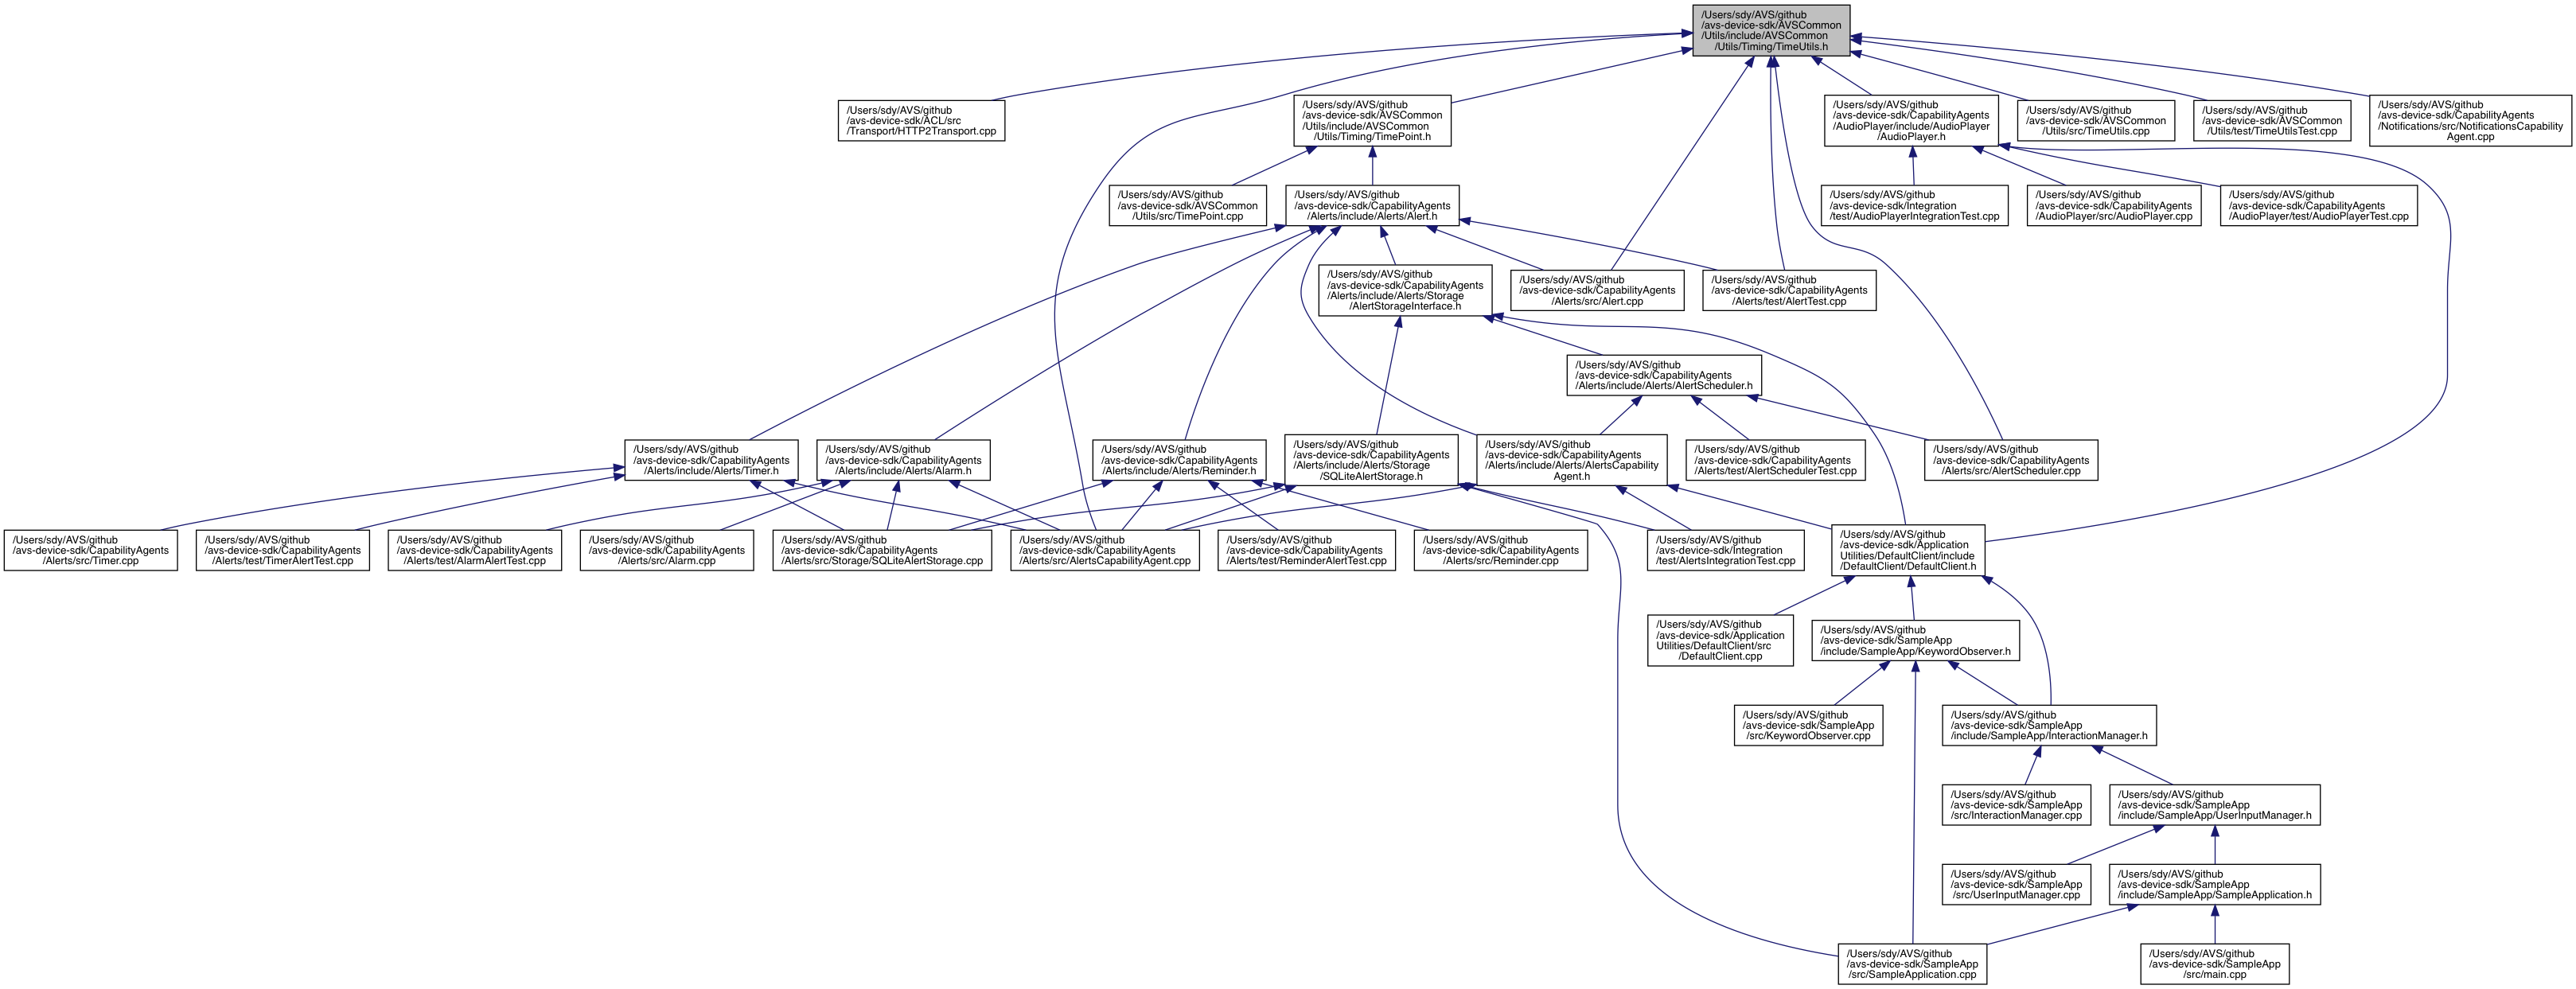 /Users/sdy/AVS/github
/avs-device-sdk/AVSCommon
/Utils/include/AVSCommon
/Utils/Timing/TimeUtils.h
/Users/sdy/AVS/github
/avs-device-sdk/ACL/src
/Transport/HTTP2Transport.cpp
/Users/sdy/AVS/github
/avs-device-sdk/AVSCommon
/Utils/include/AVSCommon
/Utils/Timing/TimePoint.h
/Users/sdy/AVS/github
/avs-device-sdk/CapabilityAgents
/AudioPlayer/include/AudioPlayer
/AudioPlayer.h
/Users/sdy/AVS/github
/avs-device-sdk/AVSCommon
/Utils/src/TimeUtils.cpp
/Users/sdy/AVS/github
/avs-device-sdk/AVSCommon
/Utils/test/TimeUtilsTest.cpp
/Users/sdy/AVS/github
/avs-device-sdk/CapabilityAgents
/Notifications/src/NotificationsCapability
Agent.cpp
/Users/sdy/AVS/github
/avs-device-sdk/AVSCommon
/Utils/src/TimePoint.cpp
/Users/sdy/AVS/github
/avs-device-sdk/CapabilityAgents
/Alerts/include/Alerts/Alert.h
/Users/sdy/AVS/github
/avs-device-sdk/Integration
/test/AudioPlayerIntegrationTest.cpp
/Users/sdy/AVS/github
/avs-device-sdk/CapabilityAgents
/AudioPlayer/src/AudioPlayer.cpp
/Users/sdy/AVS/github
/avs-device-sdk/CapabilityAgents
/AudioPlayer/test/AudioPlayerTest.cpp
/Users/sdy/AVS/github
/avs-device-sdk/CapabilityAgents
/Alerts/include/Alerts/Storage
/AlertStorageInterface.h
/Users/sdy/AVS/github
/avs-device-sdk/CapabilityAgents
/Alerts/src/Alert.cpp
/Users/sdy/AVS/github
/avs-device-sdk/CapabilityAgents
/Alerts/test/AlertTest.cpp
/Users/sdy/AVS/github
/avs-device-sdk/CapabilityAgents
/Alerts/include/Alerts/AlertScheduler.h
/Users/sdy/AVS/github
/avs-device-sdk/CapabilityAgents
/Alerts/include/Alerts/Timer.h
/Users/sdy/AVS/github
/avs-device-sdk/CapabilityAgents
/Alerts/include/Alerts/Alarm.h
/Users/sdy/AVS/github
/avs-device-sdk/CapabilityAgents
/Alerts/include/Alerts/Reminder.h
/Users/sdy/AVS/github
/avs-device-sdk/CapabilityAgents
/Alerts/include/Alerts/Storage
/SQLiteAlertStorage.h
/Users/sdy/AVS/github
/avs-device-sdk/CapabilityAgents
/Alerts/include/Alerts/AlertsCapability
Agent.h
/Users/sdy/AVS/github
/avs-device-sdk/CapabilityAgents
/Alerts/test/AlertSchedulerTest.cpp
/Users/sdy/AVS/github
/avs-device-sdk/CapabilityAgents
/Alerts/src/AlertScheduler.cpp
/Users/sdy/AVS/github
/avs-device-sdk/CapabilityAgents
/Alerts/src/Timer.cpp
/Users/sdy/AVS/github
/avs-device-sdk/CapabilityAgents
/Alerts/test/TimerAlertTest.cpp
/Users/sdy/AVS/github
/avs-device-sdk/CapabilityAgents
/Alerts/test/AlarmAlertTest.cpp
/Users/sdy/AVS/github
/avs-device-sdk/CapabilityAgents
/Alerts/src/Alarm.cpp
/Users/sdy/AVS/github
/avs-device-sdk/CapabilityAgents
/Alerts/src/Storage/SQLiteAlertStorage.cpp
/Users/sdy/AVS/github
/avs-device-sdk/CapabilityAgents
/Alerts/src/AlertsCapabilityAgent.cpp
/Users/sdy/AVS/github
/avs-device-sdk/CapabilityAgents
/Alerts/test/ReminderAlertTest.cpp
/Users/sdy/AVS/github
/avs-device-sdk/CapabilityAgents
/Alerts/src/Reminder.cpp
/Users/sdy/AVS/github
/avs-device-sdk/Integration
/test/AlertsIntegrationTest.cpp
/Users/sdy/AVS/github
/avs-device-sdk/Application
Utilities/DefaultClient/include
/DefaultClient/DefaultClient.h
/Users/sdy/AVS/github
/avs-device-sdk/Application
Utilities/DefaultClient/src
/DefaultClient.cpp
/Users/sdy/AVS/github
/avs-device-sdk/SampleApp
/include/SampleApp/KeywordObserver.h
/Users/sdy/AVS/github
/avs-device-sdk/SampleApp
/src/KeywordObserver.cpp
/Users/sdy/AVS/github
/avs-device-sdk/SampleApp
/include/SampleApp/InteractionManager.h
/Users/sdy/AVS/github
/avs-device-sdk/SampleApp
/src/InteractionManager.cpp
/Users/sdy/AVS/github
/avs-device-sdk/SampleApp
/include/SampleApp/UserInputManager.h
/Users/sdy/AVS/github
/avs-device-sdk/SampleApp
/src/UserInputManager.cpp
/Users/sdy/AVS/github
/avs-device-sdk/SampleApp
/include/SampleApp/SampleApplication.h
/Users/sdy/AVS/github
/avs-device-sdk/SampleApp
/src/SampleApplication.cpp
/Users/sdy/AVS/github
/avs-device-sdk/SampleApp
/src/main.cpp